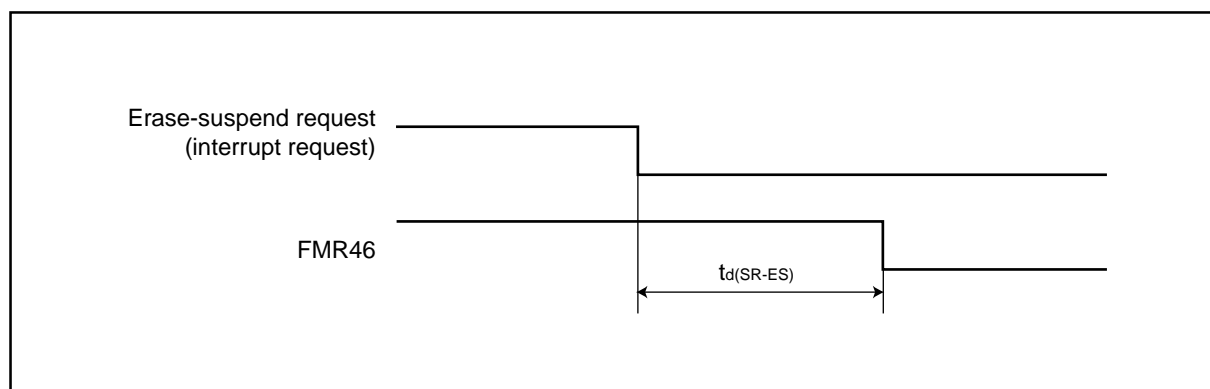 Erase-suspend request
(interrupt request)
FMR46
td(SR-ES)